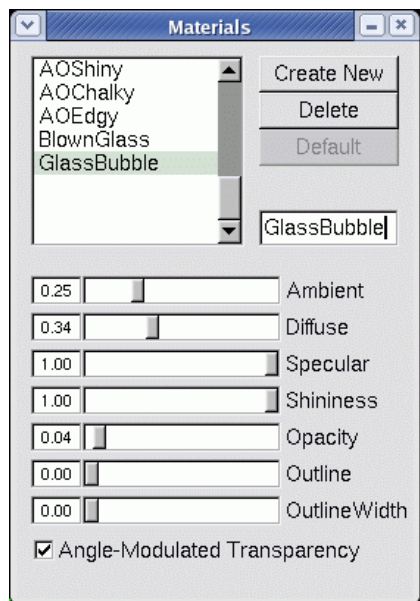 Materials
AOShiny
AOChalky
AOEdgy
BlownGlass
GlassBubble
Create New
Delete
Default
GlassBubble
0.25 Ambient
0.34 Diffuse
1.00 Specular
1.00 Shininess
0.04 Opacity
0.00 Outline
0.00 OutlineWidth
Angle-Modulated Transparency